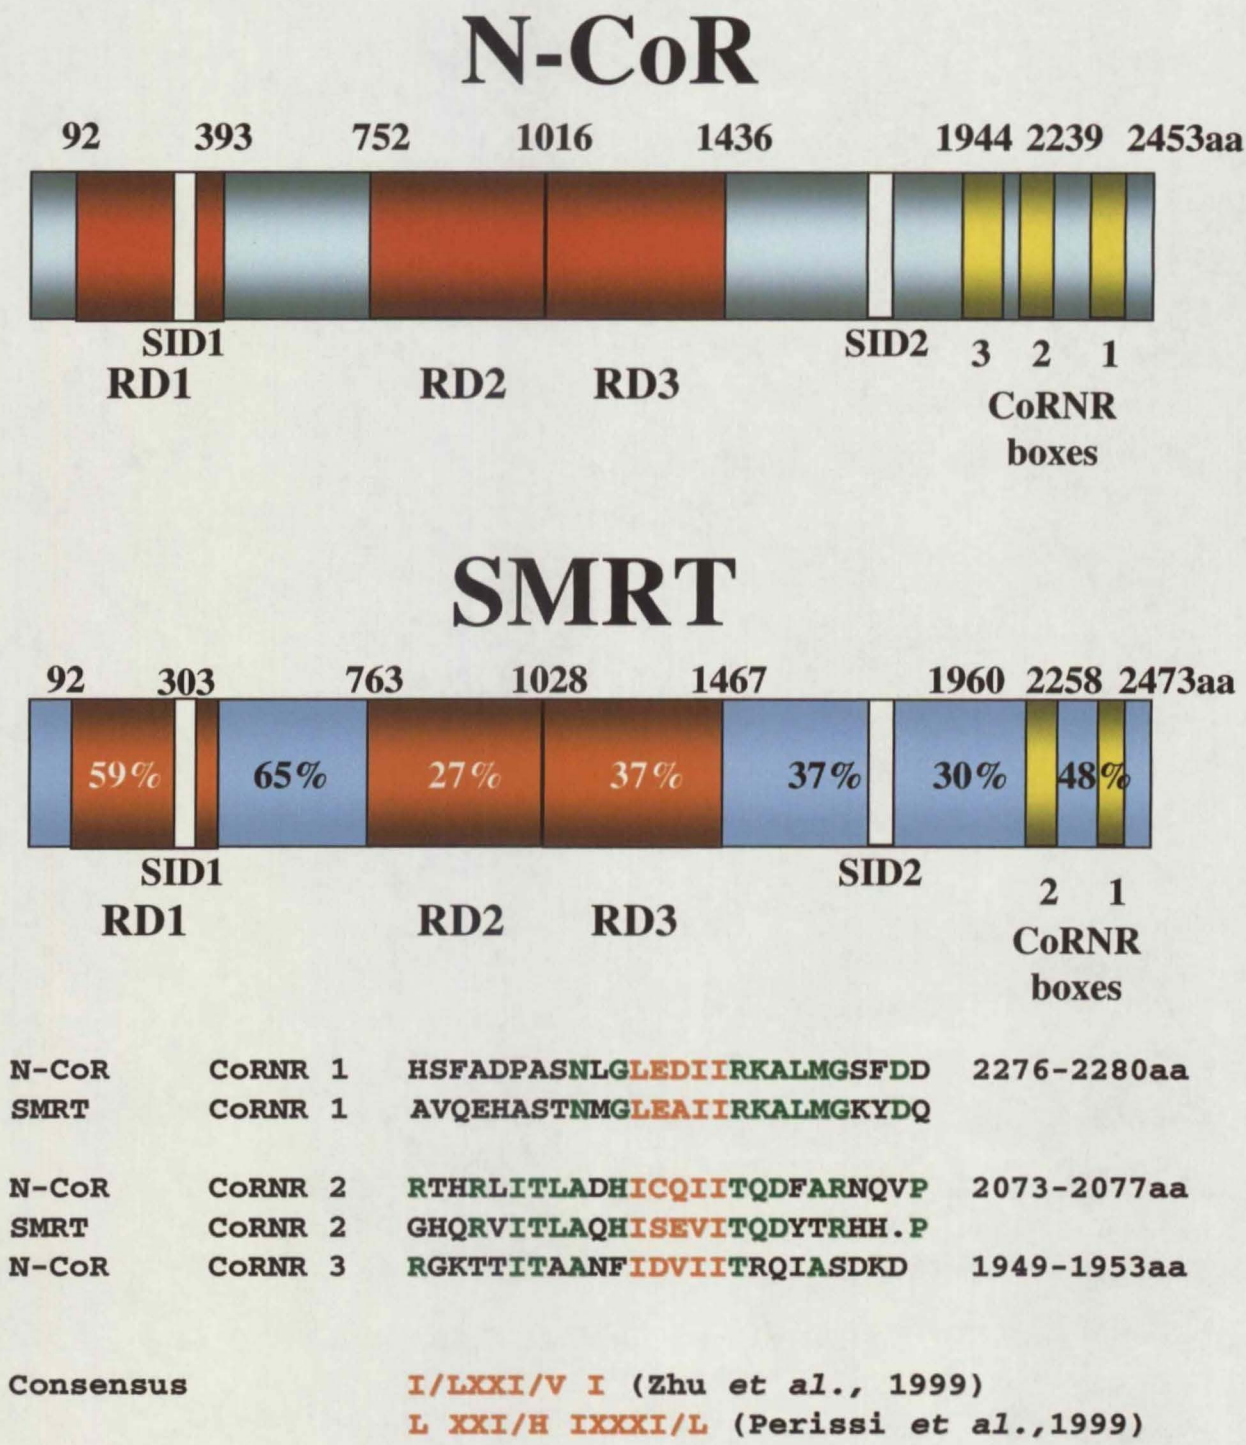 N-CoR
92 393 752 1016 1436 1944 2239 2453aa
SID1 SID2
3 2 1
RD1 RD2 RD3
CoRNR
boxes
SMRT
92 303 763 1028 1467 1960 2258 2473aa
59% 65% 27% 37% 37% 30% 48%
SID1 SID2
2 1
RD1 RD2 RD3
CoRNR
boxes
N-CoR CoRNR 1 HSFADPASNLGLEDIIRKALMGSFDD 2276-2280aa
SMRT CoRNR 1 AVQEHASTNMGLEAIIRKALMGKYDQ
N-CoR CoRNR 2 RTHRLITLADHICQIITQDFARNQVP 2073-2077aa
SMRT CoRNR 2 GHQRVITLAQHISEVITQDYTRHH.P
N-CoR CoRNR 3 RGKTTITAANFIDVIITRQIASDKD 1949-1953aa
Consensus I/LXXI/V I (Zhu et al., 1999)
L XXI/H IXXXI/L (Perissi et al.,1999)